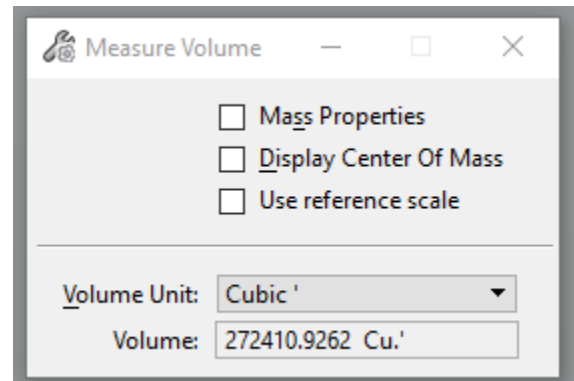 Measure Volume
Mass Properties
Display Center Of Mass
Use reference scale
Volume Unit: Cubic '
Volume: 272410.9262 Cu.'